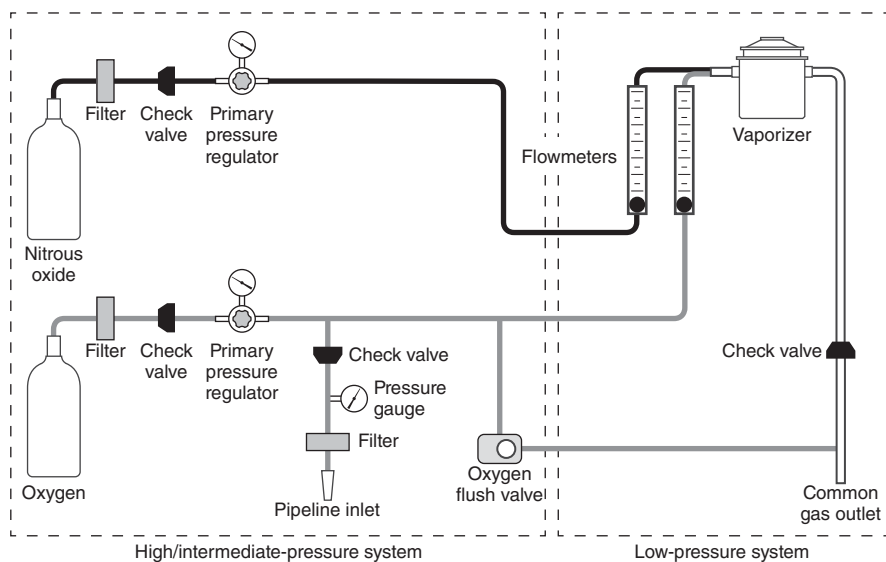 Filter
Check
valve
Primary
pressure
regulator
Nitrous
oxide
Flowmeters
Vaporizer
Filter
Check
valve
Primary
pressure
regulator
Oxygen
Check valve
Pressure
gauge
Filter
Pipeline inlet
Oxygen
flush valve
Check valve
Common
gas outlet
High/intermediate-pressure system
Low-pressure system